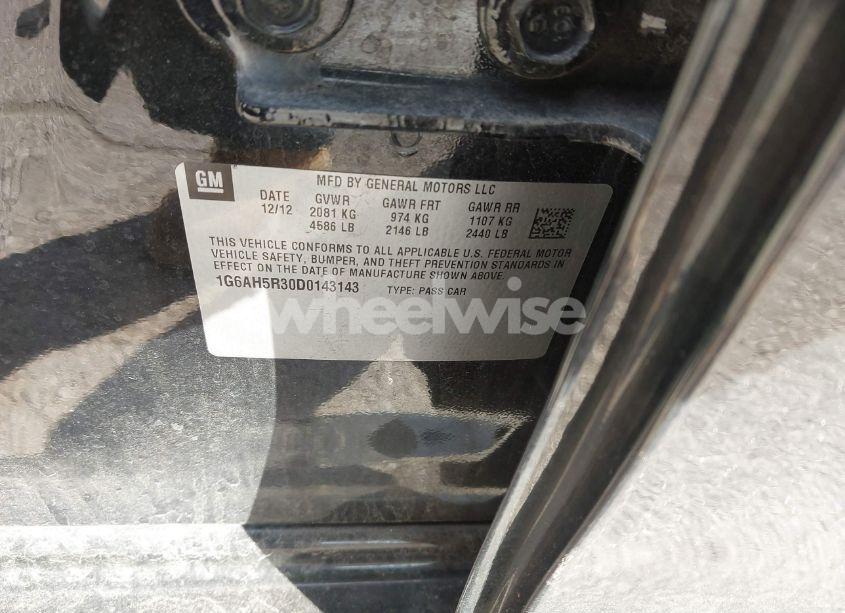 GM
MFD BY GENERAL MOTORS LLC
DATE GVWR GAWR FRT GAWR RR
12/12 2081 KG 974 KG 1107 KG
4586 LB 2146 LB 2440 LB
THIS VEHICLE CONFORMS TO ALL APPLICABLE U.S. FEDERAL MOTOR
VEHICLE SAFETY, BUMPER, AND THEFT PREVENTION STANDARDS IN
EFFECT ON THE DATE OF MANUFACTURE SHOWN ABOVE.
1G6AH5R30D0143143 TYPE: PASS CAR
wheelwise